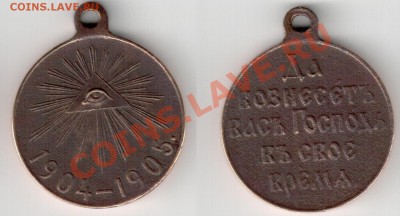 COINS.LAVE.RU
1904–1905.
Да
вознесетъ
васъ Господь
въ свое
время.
COINS.LAVE.RU